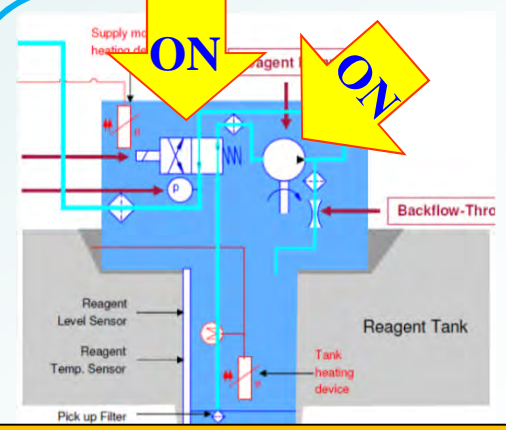 Supply mo
heating de
ON
agent
ON
p
Backflow-Thro
Reagent
Level Sensor
Reagent Tank
Reagent
Temp. Sensor
Tank
heating
device
Pick up Filter